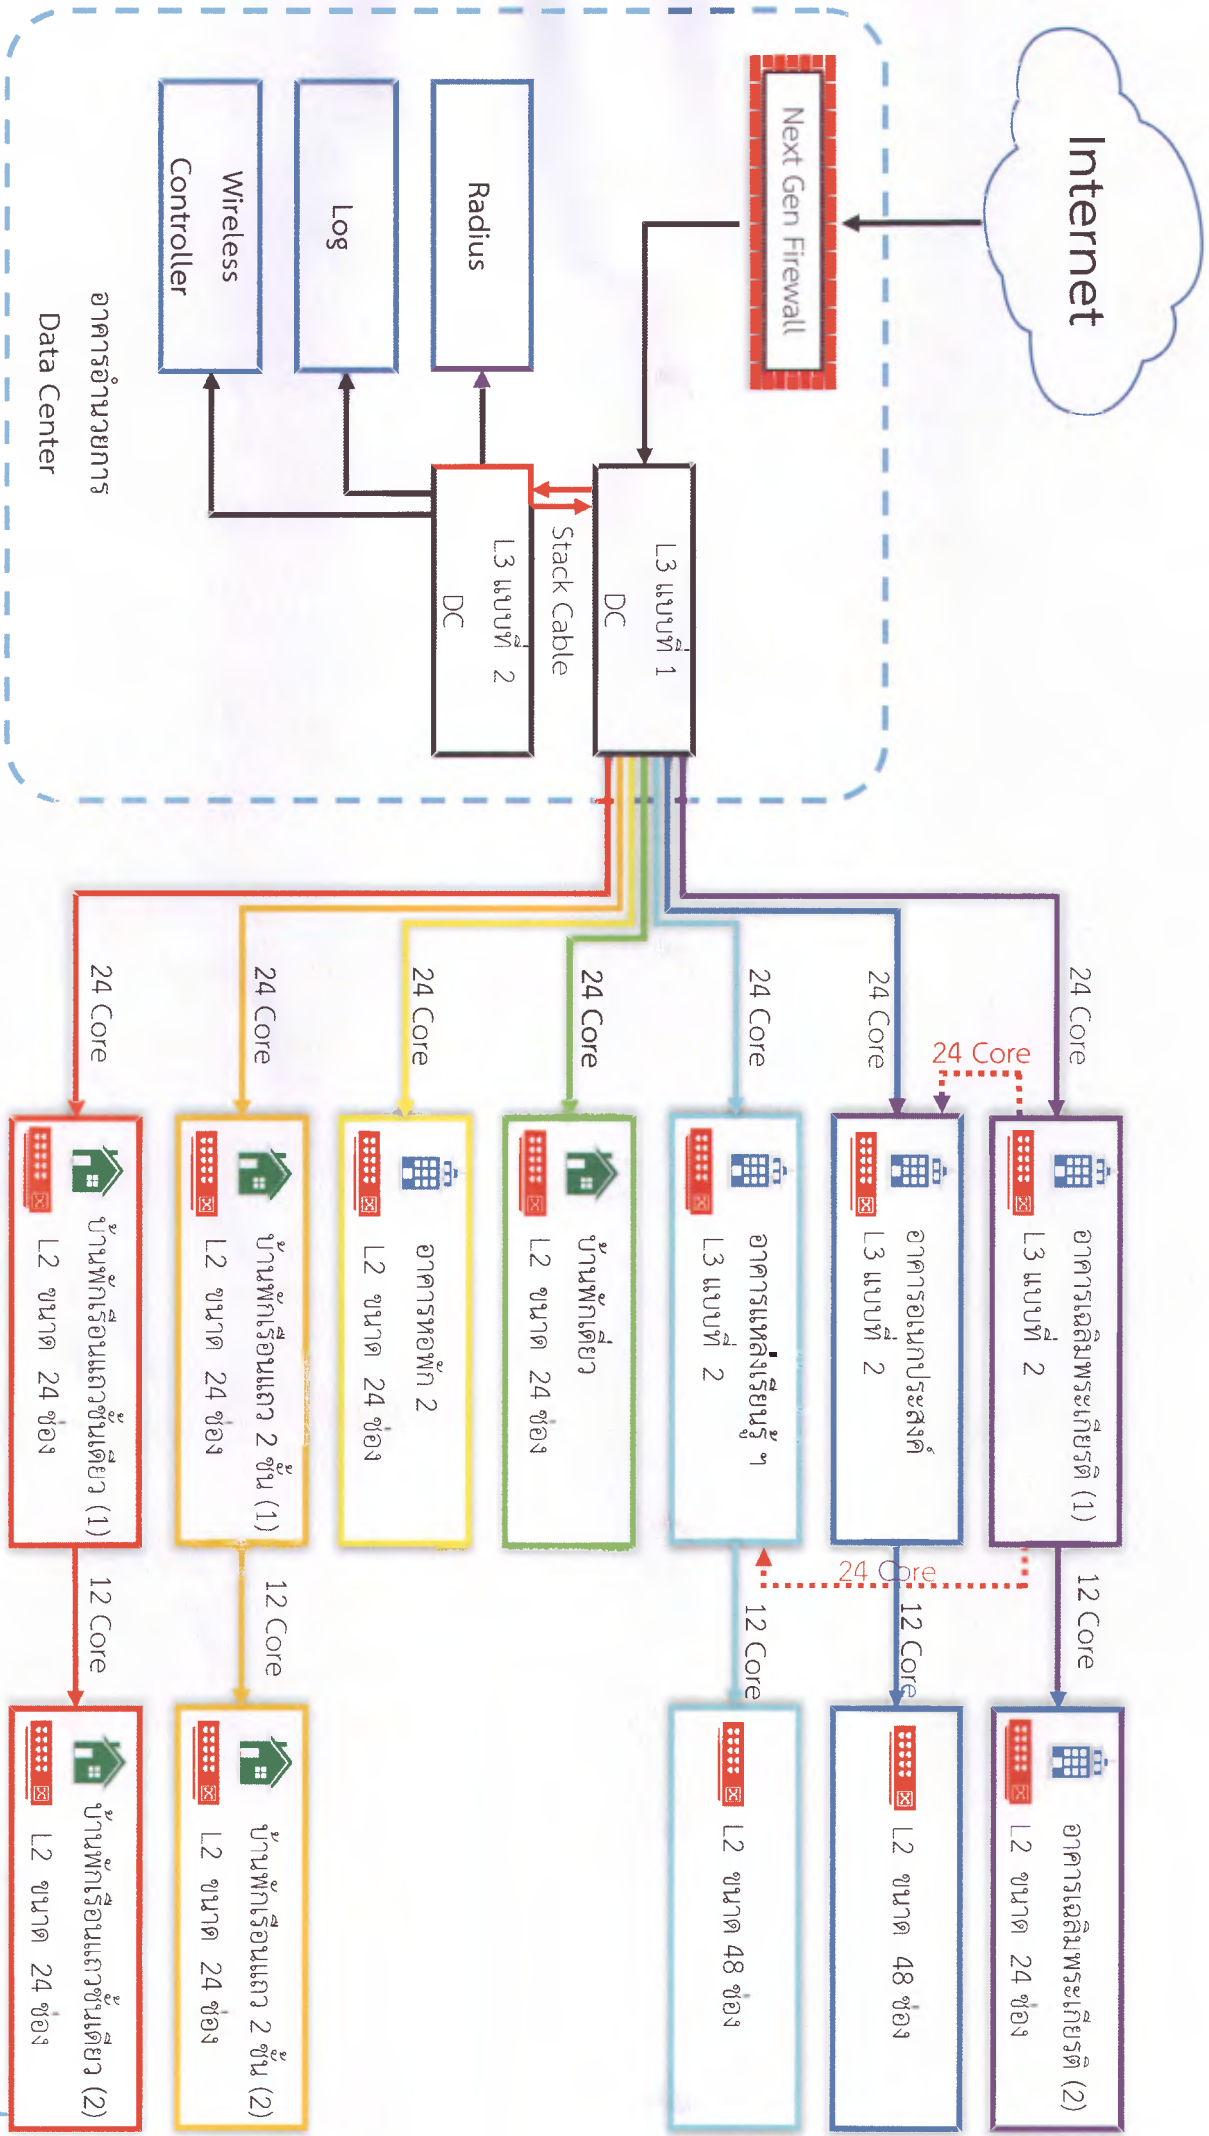 Internet
Next Gen Firewall
Radius
Log
Wireless
Controller
อาคารอำนวยการ
Data Center
L3 แบบที่ 1
DC
Stack Cable
L3 แบบที่ 2
DC
24 Core
24 Core
24 Core
24 Core
24 Core
24 Core
24 Core
24 Core
อาคารเฉลิมพระเกียรติ (1)
L3 แบบที่ 2
อาคารอเนกประสงค์
L3 แบบที่ 2
อาคารแหล่งเรียนรู้ ฯ
L3 แบบที่ 2
บ้านพักเดี่ยว
L2 ขนาด 24 ช่อง
อาคารหอพัก 2
L2 ขนาด 24 ช่อง
บ้านพักเรือนแถว 2 ชั้น (1)
L2 ขนาด 24 ช่อง
บ้านพักเรือนแถวชั้นเดียว (1)
L2 ขนาด 24 ช่อง
24 Core
12 Core
12 Core
12 Core
12 Core
12 Core
อาคารเฉลิมพระเกียรติ (2)
L2 ขนาด 24 ช่อง
L2 ขนาด 48 ช่อง
L2 ขนาด 48 ช่อง
บ้านพักเรือนแถว 2 ชั้น (2)
L2 ขนาด 24 ช่อง
บ้านพักเรือนแถวชั้นเดียว (2)
L2 ขนาด 24 ช่อง